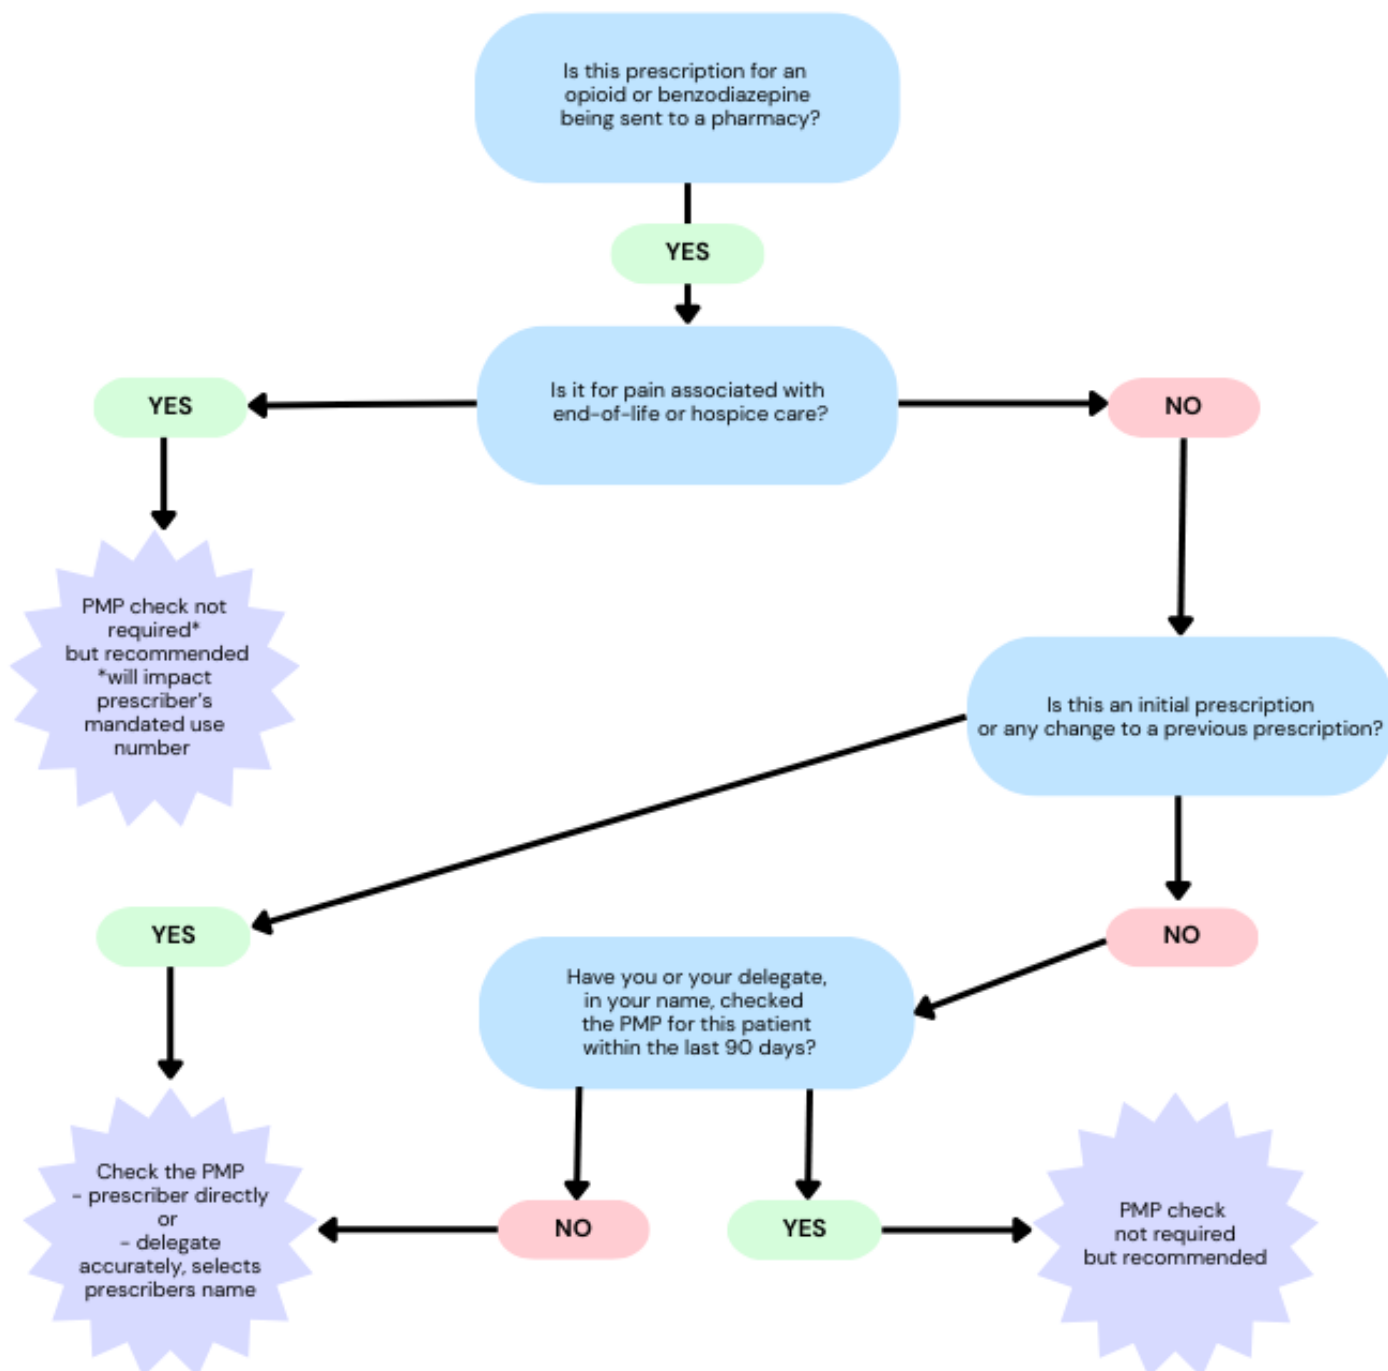 Is this prescription for an
opioid or benzodiazepine
being sent to a pharmacy?
YES
Is it for pain associated with
end-of-life or hospice care?
YES
NO
PMP check not
required*
but recommended
*will impact
prescriber's
mandated use
number
Is this an initial prescription
or any change to a previous prescription?
YES
NO
Have you or your delegate,
in your name, checked
the PMP for this patient
within the last 90 days?
Check the PMP
- prescriber directly
or
- delegate
accurately, selects
prescribers name
NO
YES
PMP check
not required
but recommended